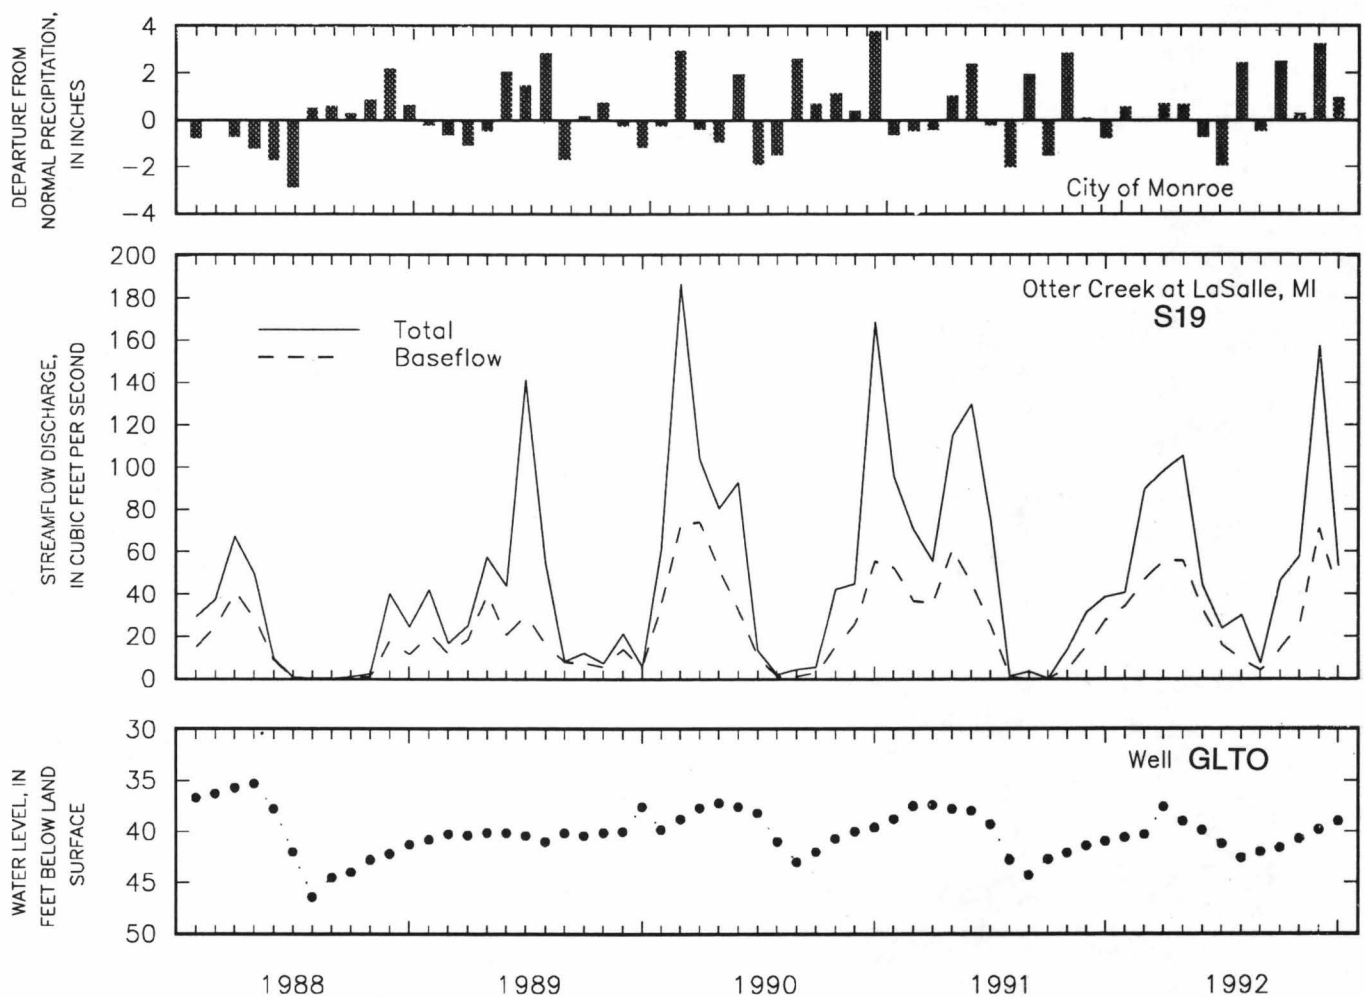 DEPARTURE FROM
NORMAL PRECIPITATION,
IN INCHES
4
2
0
−2
−4
City of Monroe
STREAMFLOW DISCHARGE,
IN CUBIC FEET PER SECOND
200
180
160
140
120
100
80
60
40
20
0
Otter Creek at LaSalle, MI
S19
Total
Baseflow
WATER LEVEL, IN
FEET BELOW LAND
SURFACE
30
35
40
45
50
Well GLTO
1988 1989 1990 1991 1992